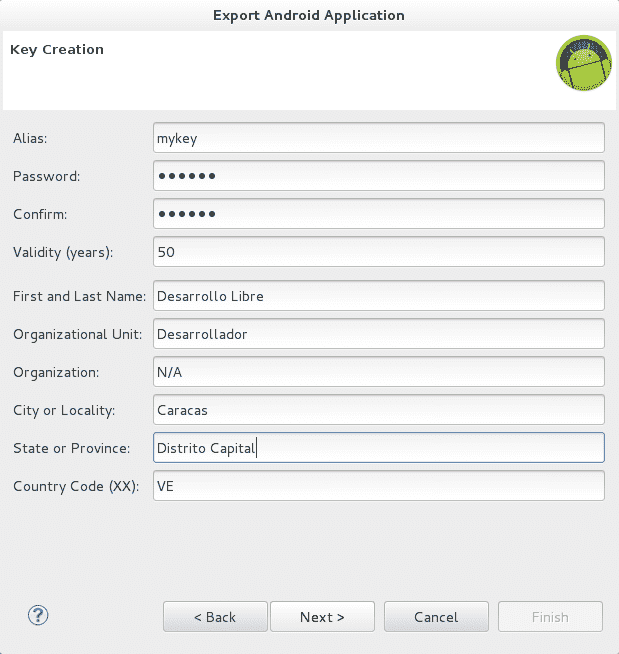 Export Android Application
Key Creation
Alias: mykey
Password: ••••••
Confirm: ••••••
Validity (years): 50
First and Last Name: Desarrollo Libre
Organizational Unit: Desarrollador
Organization: N/A
City or Locality: Caracas
State or Province: Distrito Capital
Country Code (XX): VE
? < Back Next > Cancel Finish